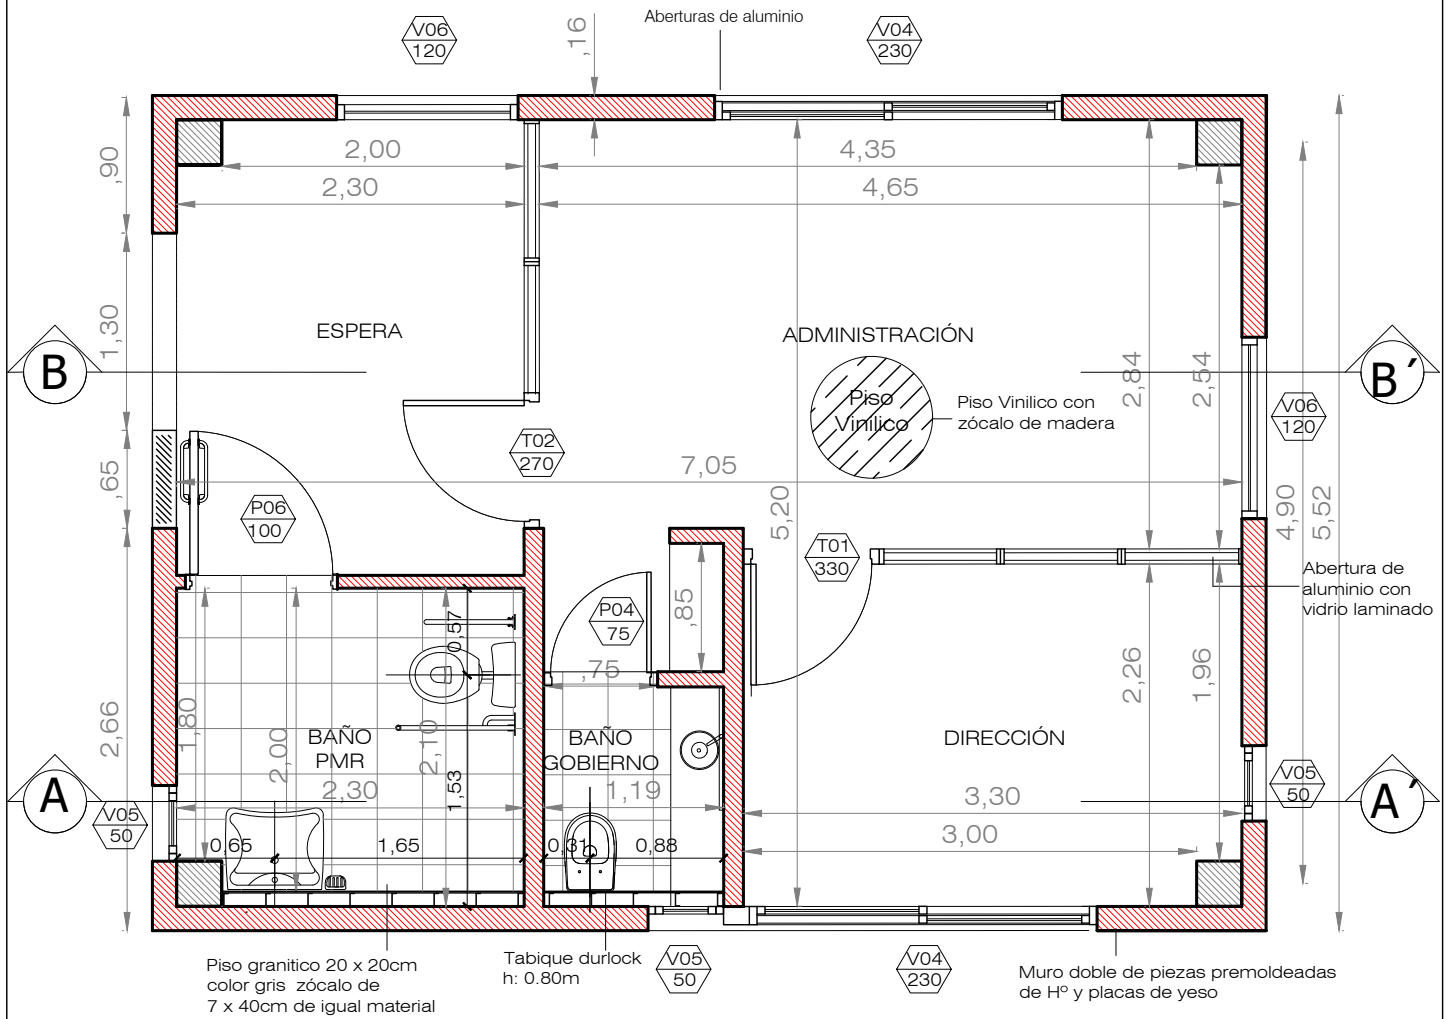 Aberturas de aluminio
V06
120
,16
V04
230
2,00
4,35
2,30
4,65
,90
1,30
,65
2,66
ESPERA
ADMINISTRACIÓN
B
B´
2,84
2,54
Piso
Vinilico
Piso Vinilico con
zócalo de madera
V06
120
T02
270
7,05
5,20
4,90
5,52
P06
100
T01
330
Abertura de
aluminio con
vidrio laminado
P04
75
,85
,75
0,57
1,80
2,00
2,10
1,53
BAÑO
PMR
BAÑO
GOBIERNO
DIRECCIÓN
2,26
1,96
2,30
1,19
3,30
3,00
A
A´
V05
50
V05
50
0,65
1,65
0,31
0,88
Piso granitico 20 x 20cm
color gris zócalo de
7 x 40cm de igual material
Tabique durlock
h: 0.80m
V05
50
V04
230
Muro doble de piezas premoldeadas
de Hº y placas de yeso